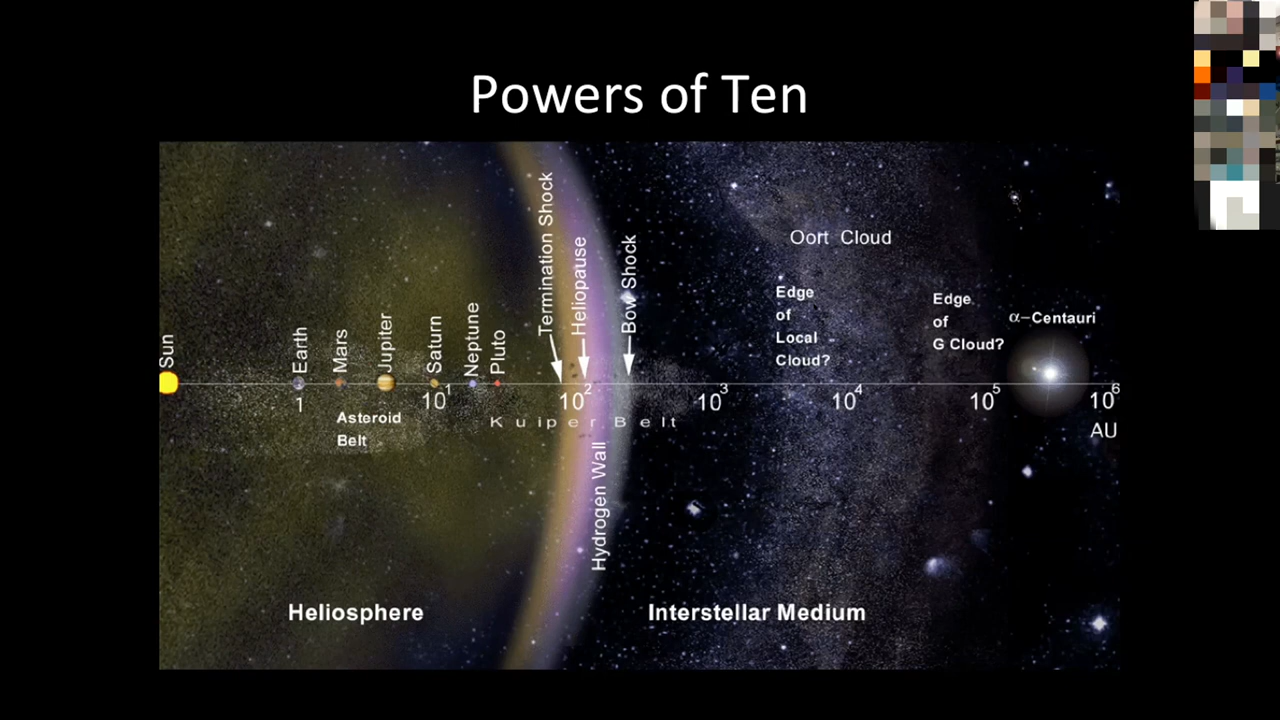 Powers of Ten
Sun
Earth
Mars
Jupiter
Saturn
Neptune
Pluto
Termination Shock
Heliopause
Bow Shock
Oort Cloud
Edge
of
Local
Cloud?
Edge
of
G Cloud?
α-Centauri
1
10¹
10²
10³
10⁴
10⁵
10⁶
AU
Asteroid
Belt
Kuiper Belt
Hydrogen Wall
Heliosphere
Interstellar Medium